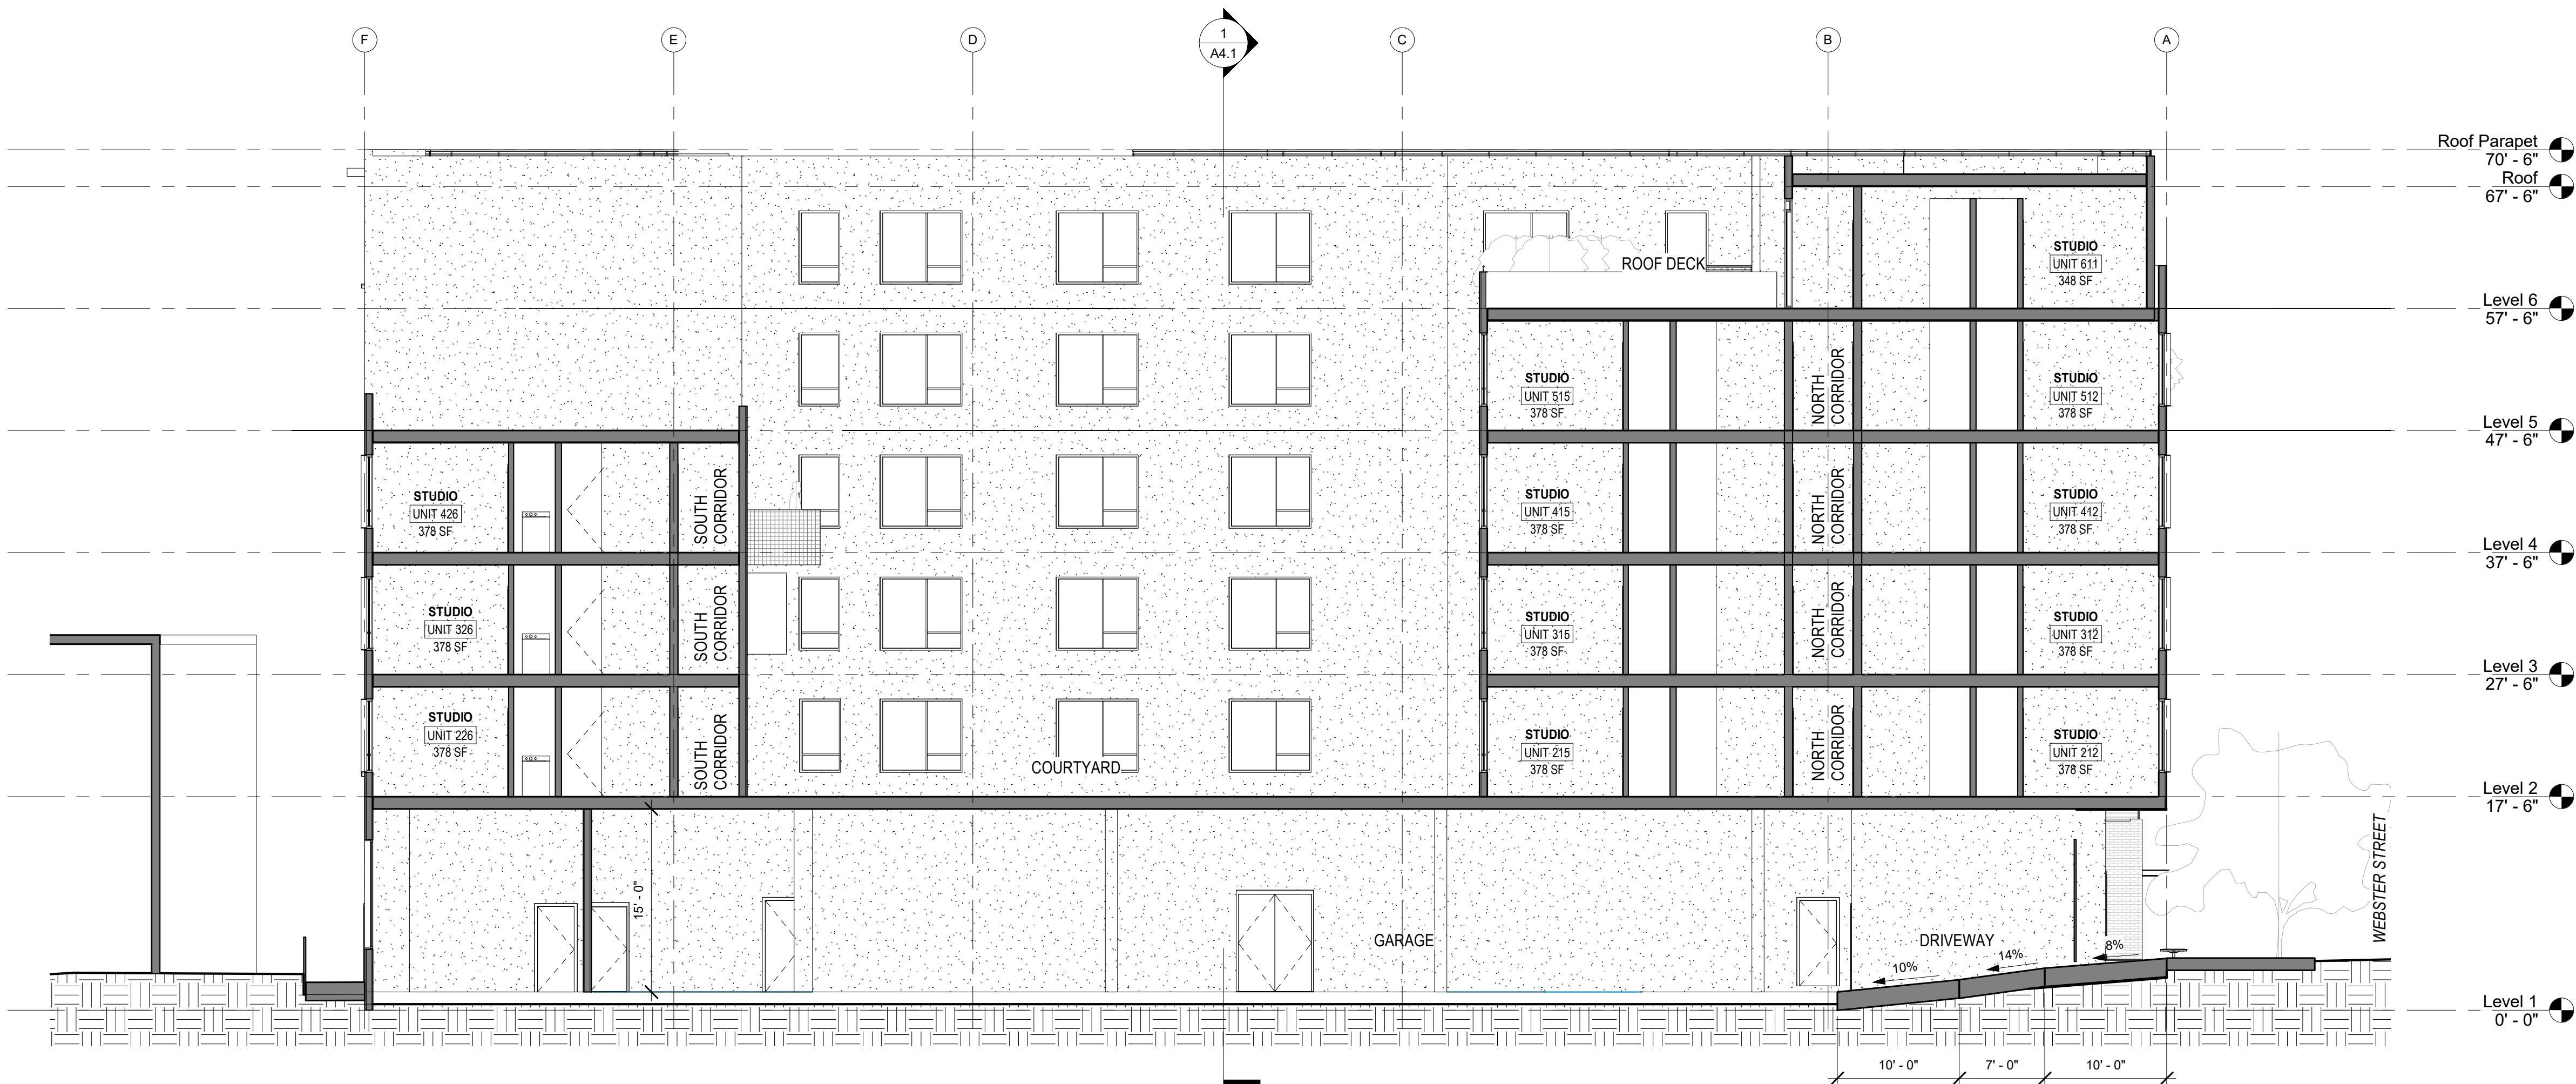 F
E
D
1
A4.1
C
B
A
Roof Parapet
70' - 6"
Roof
67' - 6"
STUDIO
UNIT 611
348 SF
ROOF DECK
Level 6
57' - 6"
STUDIO
UNIT 515
378 SF
NORTH
CORRIDOR
STUDIO
UNIT 512
378 SF
Level 5
47' - 6"
STUDIO
UNIT 426
378 SF
SOUTH
CORRIDOR
STUDIO
UNIT 415
378 SF
NORTH
CORRIDOR
STUDIO
UNIT 412
378 SF
Level 4
37' - 6"
STUDIO
UNIT 326
378 SF
SOUTH
CORRIDOR
STUDIO
UNIT 315
378 SF
NORTH
CORRIDOR
STUDIO
UNIT 312
378 SF
Level 3
27' - 6"
STUDIO
UNIT 226
378 SF
SOUTH
CORRIDOR
COURTYARD
STUDIO
UNIT 215
378 SF
NORTH
CORRIDOR
STUDIO
UNIT 212
378 SF
Level 2
17' - 6"
15' - 0"
GARAGE
DRIVEWAY
10%
14%
8%
WEBSTER STREET
Level 1
0' - 0"
10' - 0"
7' - 0"
10' - 0"